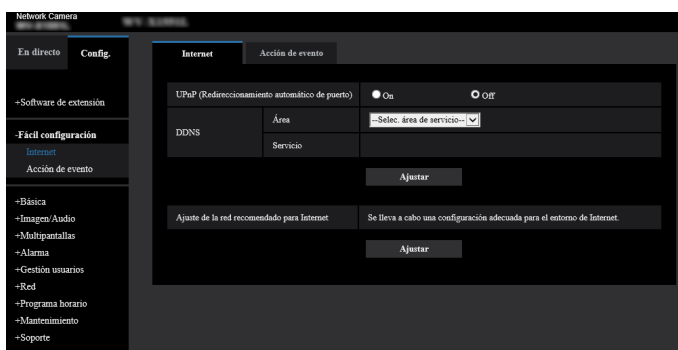 Network Camera
En directo
Config.
+Software de extensión
-Fácil configuración
Internet
Acción de evento
+Básica
+Imagen/Audio
+Multipantallas
+Alarma
+Gestión usuarios
+Red
+Programa horario
+Mantenimiento
+Soporte
Internet
Acción de evento
UPnP (Redireccionamiento automático de puerto)
On
Off
DDNS
Área
--Selec. área de servicio--
Servicio
Ajustar
Ajuste de la red recomendado para Internet
Se lleva a cabo una configuración adecuada para el entorno de Internet.
Ajustar